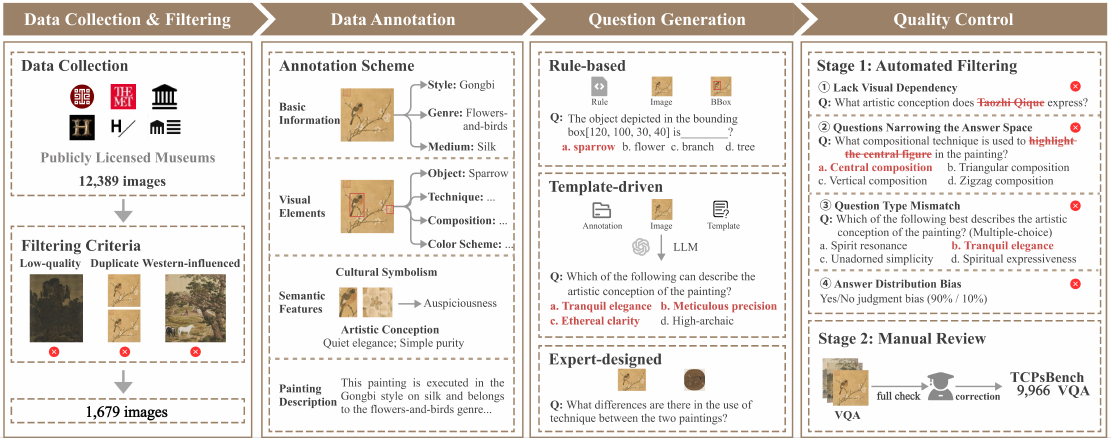 Data Collection & Filtering
Data Collection
THE
MET
H
H/
Publicly Licensed Museums
12,389 images
Filtering Criteria
Low-quality Duplicate Western-influenced
1,679 images
Data Annotation
Annotation Scheme
Basic
Information
Style: Gongbi
Genre: Flowers-
and-birds
Medium: Silk
Visual
Elements
Object: Sparrow
Technique: ...
Composition: ...
Color Scheme: ...
Semantic
Features
Cultural Symbolism
Auspiciousness
Artistic Conception
Quiet elegance; Simple purity
Painting
Description
This painting is executed in the
Gongbi style on silk and belongs
to the flowers-and-birds genre...
Question Generation
Rule-based
Rule Image BBox
Q: The object depicted in the bounding
box[120, 100, 30, 40] is________?
a. sparrow b. flower c. branch d. tree
Template-driven
Annotation Image Template
LLM
Q: Which of the following can describe the
artistic conception of the painting?
a. Tranquil elegance b. Meticulous precision
c. Ethereal clarity d. High-archaic
Expert-designed
Q: What differences are there in the use of
technique between the two paintings?
Quality Control
Stage 1: Automated Filtering
① Lack Visual Dependency
Q: What artistic conception does Taozhi Qique express?
② Questions Narrowing the Answer Space
Q: What compositional technique is used to highlight
the central figure in the painting?
a. Central composition b. Triangular composition
c. Vertical composition d. Zigzag composition
③ Question Type Mismatch
Q: Which of the following best describes the artistic
conception of the painting? (Multiple-choice)
a. Spirit resonance b. Tranquil elegance
c. Unadorned simplicity d. Spiritual expressiveness
④ Answer Distribution Bias
Yes/No judgment bias (90% / 10%)
Stage 2: Manual Review
VQA
full check
correction
TCPsBench
9,966 VQA